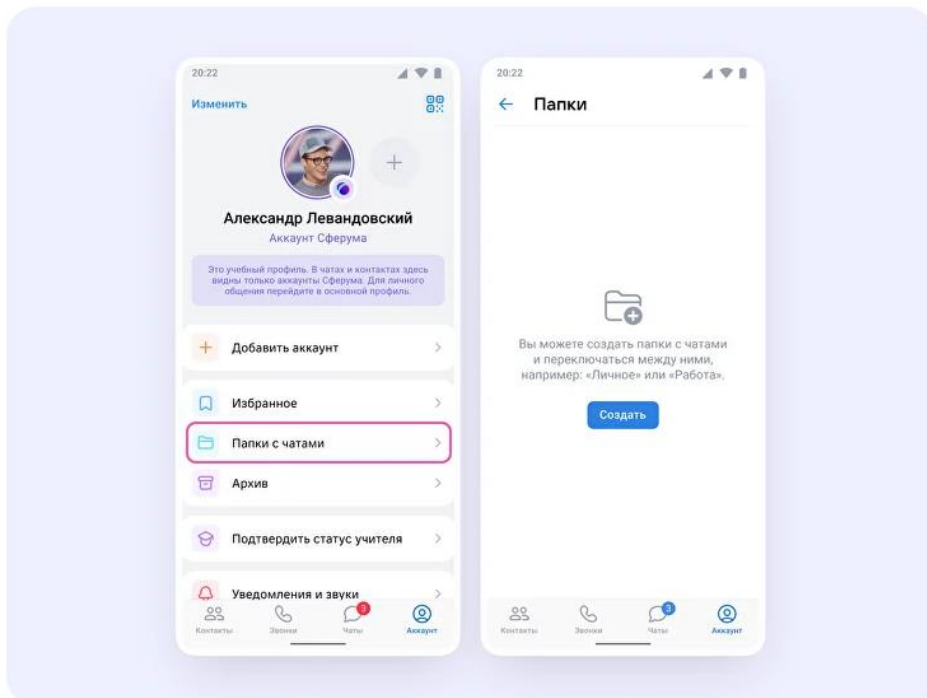 20:22
Изменить
Александр Левандовский
Аккаунт Сферума
Это учебный профиль. В чатах и контактах здесь
видны только аккаунты Сферума. Для личного
общения перейдите в основной профиль.
Добавить аккаунт
Избранное
Папки с чатами
Архив
Подтвердить статус учителя
Уведомления и звуки
3
Контакты
Звонки
Чаты
Аккаунт
20:22
Папки
Вы можете создать папки с чатами
и переключаться между ними,
например: «Личное» или «Работа».
Создать
3
Контакты
Звонки
Чаты
Аккаунт